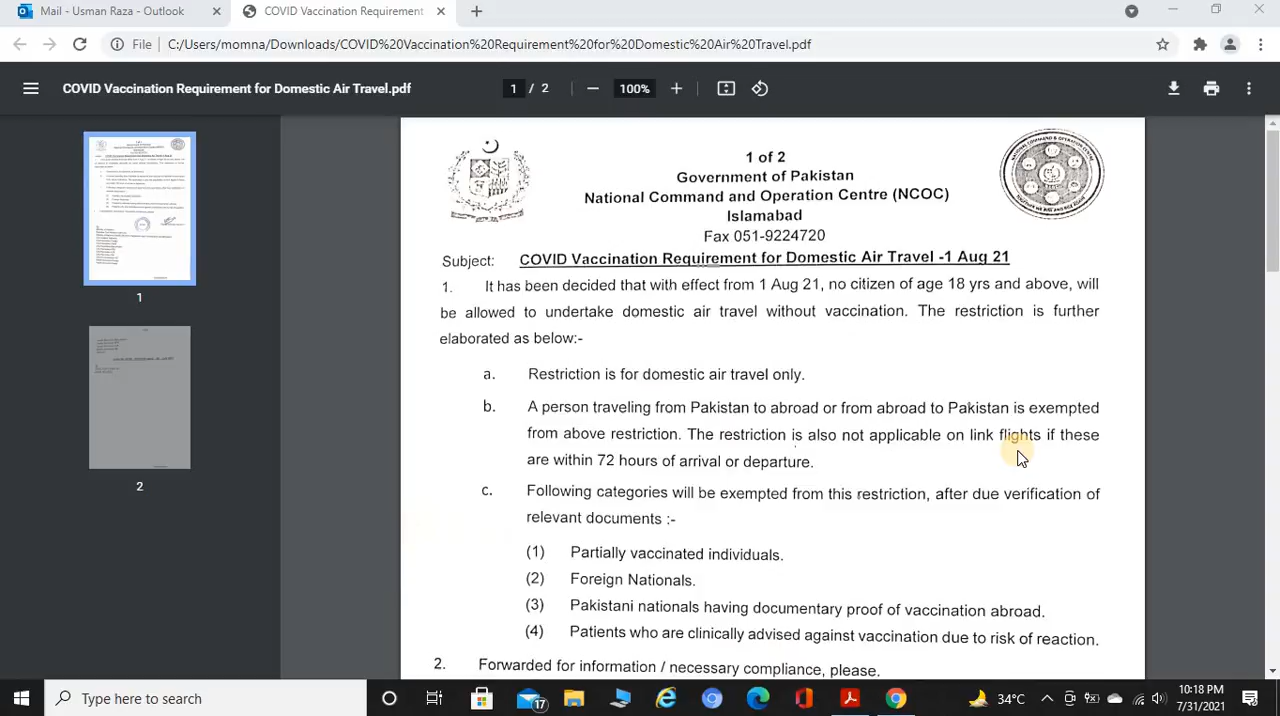 Mail - Usman Raza - Outlook
COVID Vaccination Requirement
File C:/Users/momna/Downloads/COVID%20Vaccination%20Requirement%20for%20Domestic%20Air%20Travel.pdf
COVID Vaccination Requirement for Domestic Air Travel.pdf
1 / 2
100%
1
2
1 of 2
Government of Pakistan
National Command and Operation Centre (NCOC)
Islamabad
Fax 051-9224720
Subject: COVID Vaccination Requirement for Domestic Air Travel -1 Aug 21
1. It has been decided that with effect from 1 Aug 21, no citizen of age 18 yrs and above, will
be allowed to undertake domestic air travel without vaccination. The restriction is further
elaborated as below:-
a. Restriction is for domestic air travel only.
b. A person traveling from Pakistan to abroad or from abroad to Pakistan is exempted
from above restriction. The restriction is also not applicable on link flights if these
are within 72 hours of arrival or departure.
c. Following categories will be exempted from this restriction, after due verification of
relevant documents :-
(1) Partially vaccinated individuals.
(2) Foreign Nationals.
(3) Pakistani nationals having documentary proof of vaccination abroad.
(4) Patients who are clinically advised against vaccination due to risk of reaction.
2. Forwarded for information / necessary compliance, please.
Type here to search
17
34°C
:18 PM
7/31/2021